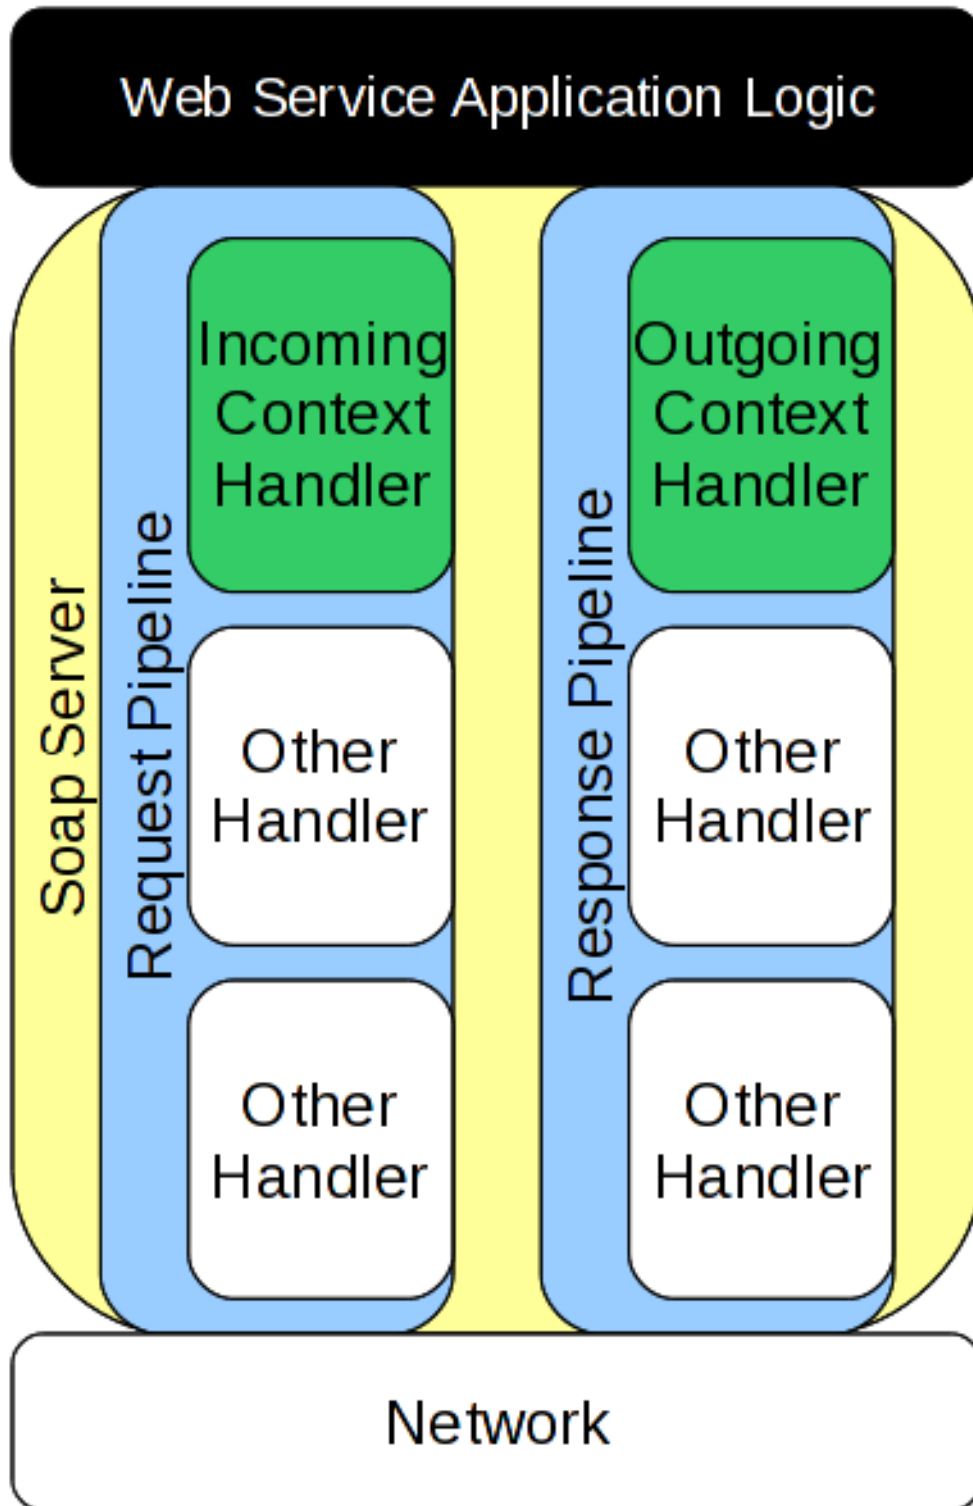 Web Service Application Logic
Soap Server
Request Pipeline
Incoming
Context
Handler
Other
Handler
Other
Handler
Response Pipeline
Outgoing
Context
Handler
Other
Handler
Other
Handler
Network